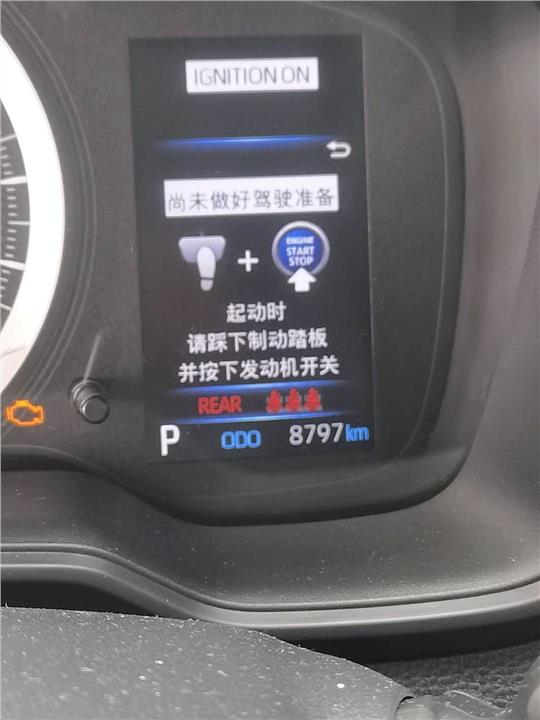 IGNITION ON
尚未做好驾驶准备
ENGINE
START
STOP
起动时
请踩下制动踏板
并按下发动机开关
REAR
P ODO 8797 km